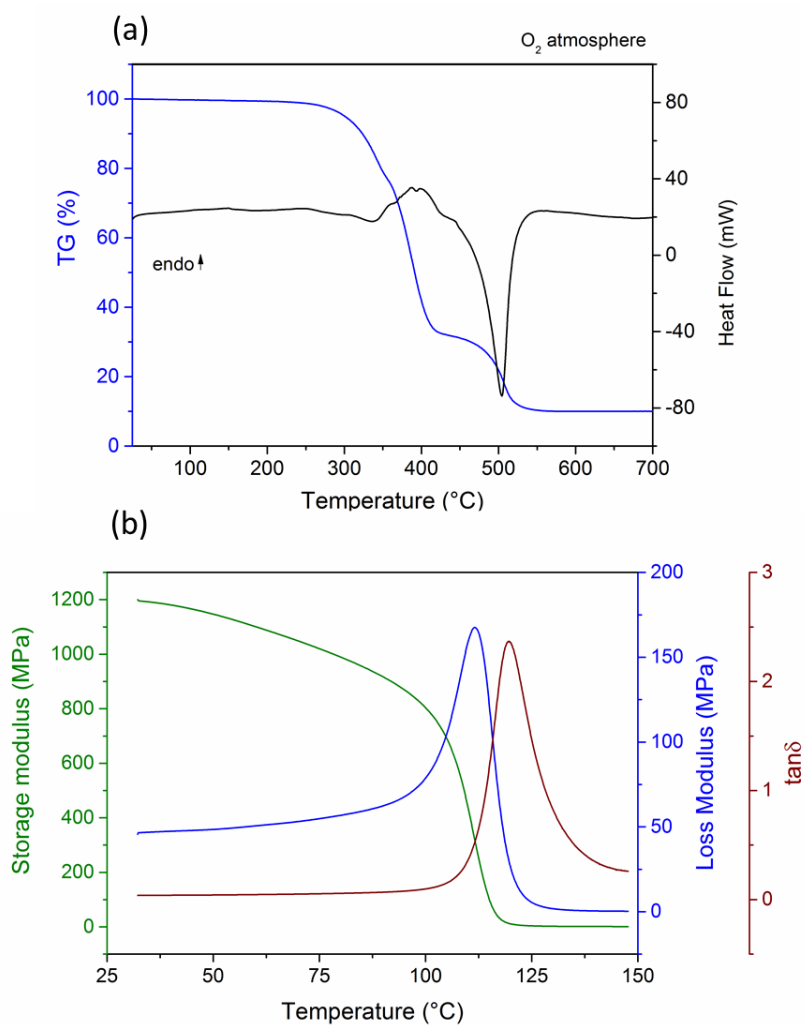 (a)
O₂ atmosphere
100
80
60
40
20
0
TG (%)
endo
80
40
0
-40
-80
Heat Flow (mW)
100 200 300 400 500 600 700
Temperature (°C)
(b)
1200
1000
800
600
400
200
0
Storage modulus (MPa)
200
150
100
50
0
Loss Modulus (MPa)
3
2
1
0
tanδ
25 50 75 100 125 150
Temperature (°C)